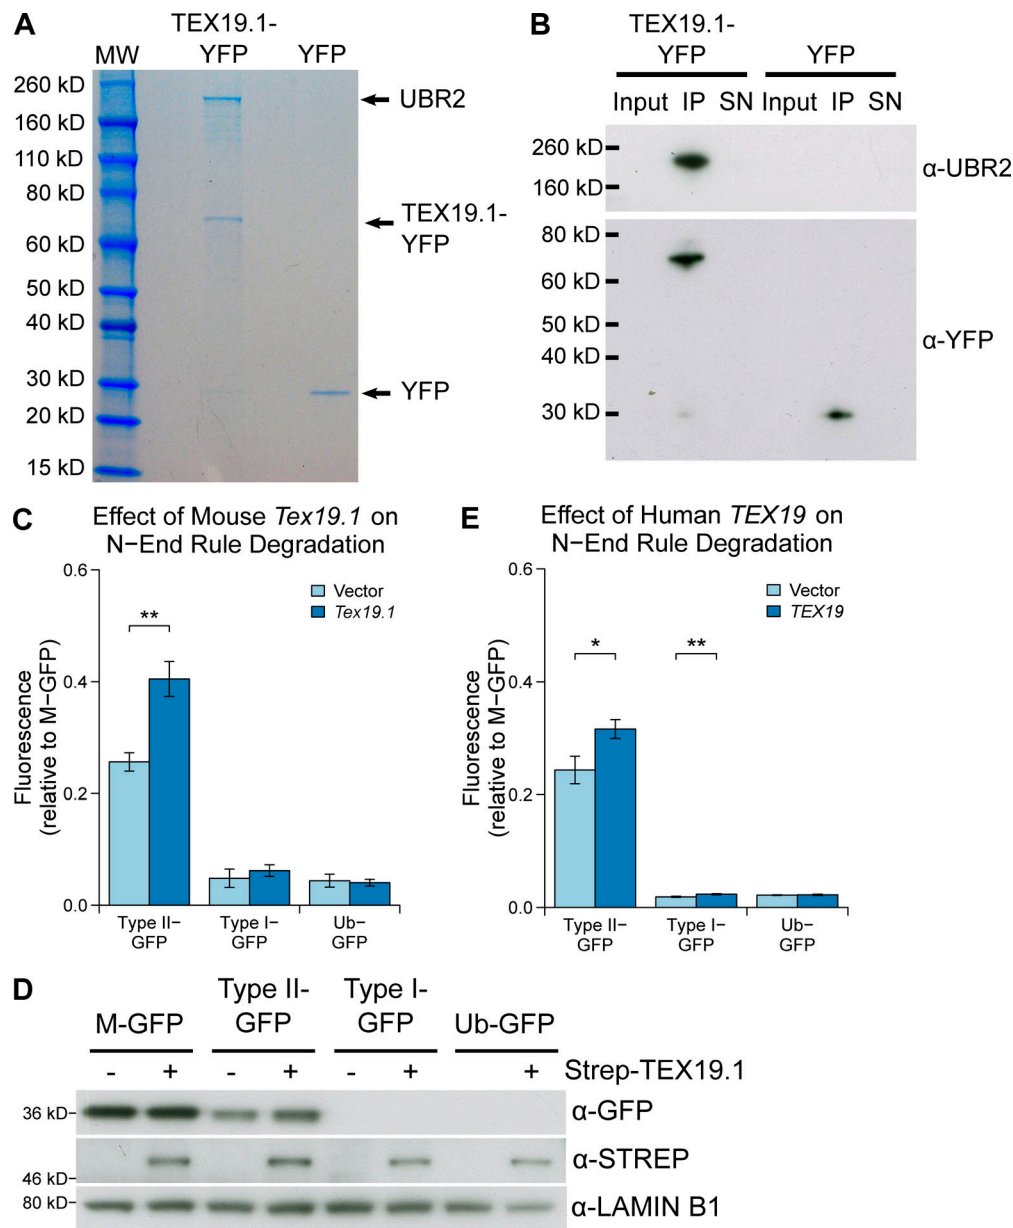 A
TEX19.1-
MW YFP YFP
260 kD
160 kD
110 kD
80 kD
60 kD
50 kD
40 kD
30 kD
20 kD
15 kD
UBR2
TEX19.1-
YFP
YFP
B
TEX19.1-
YFP YFP
Input IP SN Input IP SN
260 kD
160 kD
α-UBR2
80 kD
60 kD
50 kD
40 kD
30 kD
α-YFP
C
Effect of Mouse Tex19.1 on
N−End Rule Degradation
Fluorescence
(relative to M−GFP)
0.6
0.4
0.2
0.0
Vector
Tex19.1
**
Type II−
GFP
Type I−
GFP
Ub−
GFP
E
Effect of Human TEX19 on
N−End Rule Degradation
Fluorescence
(relative to M−GFP)
0.6
0.4
0.2
0.0
Vector
TEX19
*
**
Type II−
GFP
Type I−
GFP
Ub−
GFP
D
M-GFP
Type II-
GFP
Type I-
GFP
Ub-GFP
- + - + - + - + Strep-TEX19.1
36 kD
α-GFP
46 kD
α-STREP
80 kD
α-LAMIN B1